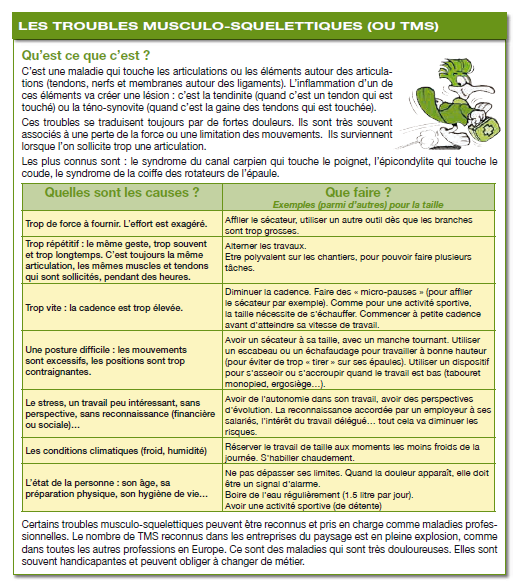 LES TROUBLES MUSCULO-SQUELETTIQUES (OU TMS)
Qu'est ce que c'est ?
C'est une maladie qui touche les articulations ou les éléments autour des articula-
tions (tendons, nerfs et membranes autour des ligaments). L'inflammation d'un de
ces éléments va créer une lésion : c'est la tendinite (quand c'est un tendon qui est
touché) ou la téno-synovite (quand c'est la gaine des tendons qui est touchée).
Ces troubles se traduisent toujours par de fortes douleurs. Ils sont très souvent
associés à une perte de la force ou une limitation des mouvements. Ils surviennent
lorsque l'on sollicite trop une articulation.
Les plus connus sont : le syndrome du canal carpien qui touche le poignet, l'épicondylite qui touche le
coude, le syndrome de la coiffe des rotateurs de l'épaule.
Quelles sont les causes ?
Que faire ?
Exemples (parmi d'autres) pour la taille
Trop de force à fournir. L'effort est exagéré.
Affiler le sécateur, utiliser un autre outil dès que les branches
sont trop grosses.
Trop répétitif : le même geste, trop souvent
et trop longtemps. C'est toujours la même
articulation, les mêmes muscles et tendons
qui sont sollicités, pendant des heures.
Alterner les travaux.
Etre polyvalent sur les chantiers, pour pouvoir faire plusieurs
tâches.
Trop vite : la cadence est trop élevée.
Diminuer la cadence. Faire des « micro-pauses » (pour affiler
le sécateur par exemple). Comme pour une activité sportive,
la taille nécessite de s'échauffer. Commencer à petite cadence
avant d'atteindre sa vitesse de travail.
Une posture difficile : les mouvements
sont excessifs, les positions sont trop
contraignantes.
Avoir un sécateur à sa taille, avec un manche tournant. Utiliser
un escabeau ou un échafaudage pour travailler à bonne hauteur
(pour éviter de trop « tirer » sur ses épaules). Utiliser un dispositif
pour s'asseoir ou s'accroupir quand le travail est bas (tabouret
monopied, ergosiège…).
Le stress, un travail peu intéressant, sans
perspective, sans reconnaissance (financière
ou sociale)…
Avoir de l'autonomie dans son travail, avoir des perspectives
d'évolution. La reconnaissance accordée par un employeur à ses
salariés, l'intérêt du travail délégué… tout cela va diminuer les
risques.
Les conditions climatiques (froid, humidité)
Réserver le travail de taille aux moments les moins froids de la
journée. S'habiller chaudement.
L'état de la personne : son âge, sa
préparation physique, son hygiène de vie…
Ne pas dépasser ses limites. Quand la douleur apparaît, elle doit
être un signal d'alarme.
Boire de l'eau régulièrement (1.5 litre par jour).
Avoir une activité sportive (de détente)
Certains troubles musculo-squelettiques peuvent être reconnus et pris en charge comme maladies profes-
sionnelles. Le nombre de TMS reconnus dans les entreprises du paysage est en pleine explosion, comme
dans toutes les autres professions en Europe. Ce sont des maladies qui sont très douloureuses. Elles sont
souvent handicapantes et peuvent obliger à changer de métier.